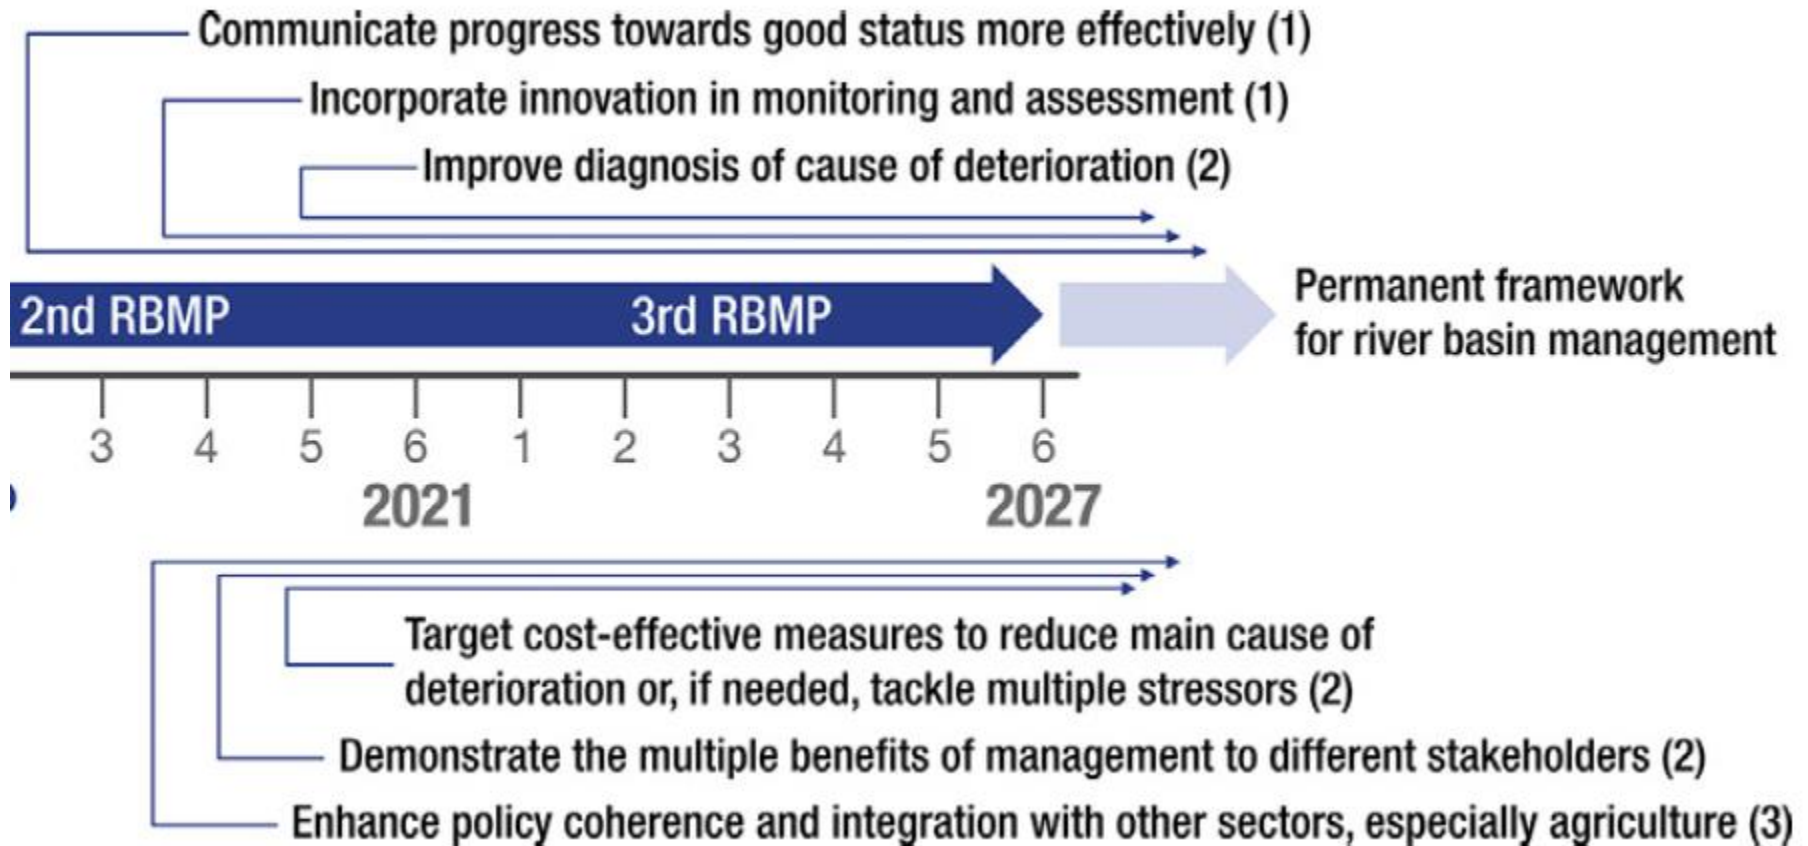 Communicate progress towards good status more effectively (1)
Incorporate innovation in monitoring and assessment (1)
Improve diagnosis of cause of deterioration (2)
2nd RBMP
3rd RBMP
Permanent framework
for river basin management
3 4 5 6 1 2 3 4 5 6
2021 2027
Target cost-effective measures to reduce main cause of
deterioration or, if needed, tackle multiple stressors (2)
Demonstrate the multiple benefits of management to different stakeholders (2)
Enhance policy coherence and integration with other sectors, especially agriculture (3)